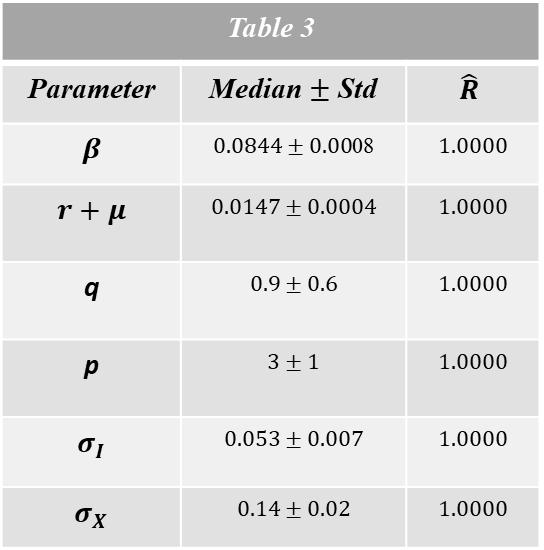 Table 3
Parameter Median ± Std R̂
β 0.0844 ± 0.0008 1.0000
r + μ 0.0147 ± 0.0004 1.0000
q 0.9 ± 0.6 1.0000
p 3 ± 1 1.0000
σ_I 0.053 ± 0.007 1.0000
σ_X 0.14 ± 0.02 1.0000